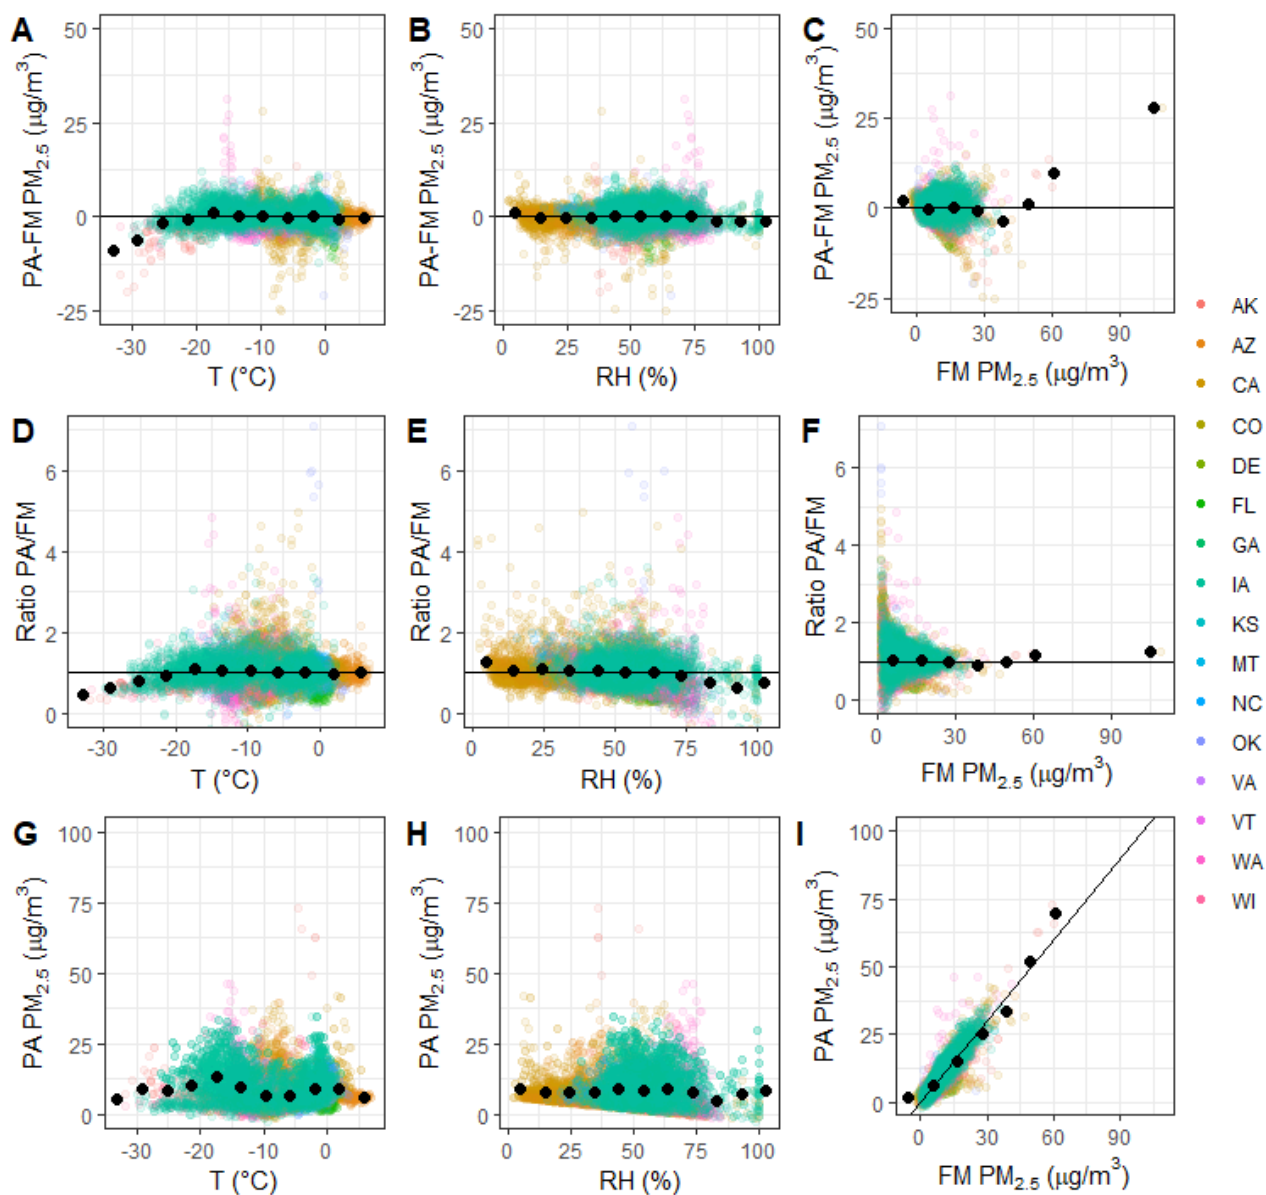 A
PA-FM PM2.5 (μg/m3)
50
25
0
-25
-30
-20
-10
0
T (°C)
B
PA-FM PM2.5 (μg/m3)
50
25
0
-25
0
25
50
75
100
RH (%)
C
PA-FM PM2.5 (μg/m3)
50
25
0
-25
0
30
60
90
FM PM2.5 (μg/m3)
D
Ratio PA/FM
6
4
2
0
-30
-20
-10
0
T (°C)
E
Ratio PA/FM
6
4
2
0
0
25
50
75
100
RH (%)
F
Ratio PA/FM
6
4
2
0
0
30
60
90
FM PM2.5 (μg/m3)
G
PA PM2.5 (μg/m3)
100
75
50
25
0
-30
-20
-10
0
T (°C)
H
PA PM2.5 (μg/m3)
100
75
50
25
0
0
25
50
75
100
RH (%)
I
PA PM2.5 (μg/m3)
100
75
50
25
0
0
30
60
90
FM PM2.5 (μg/m3)
AK
AZ
CA
CO
DE
FL
GA
IA
KS
MT
NC
OK
VA
VT
WA
WI